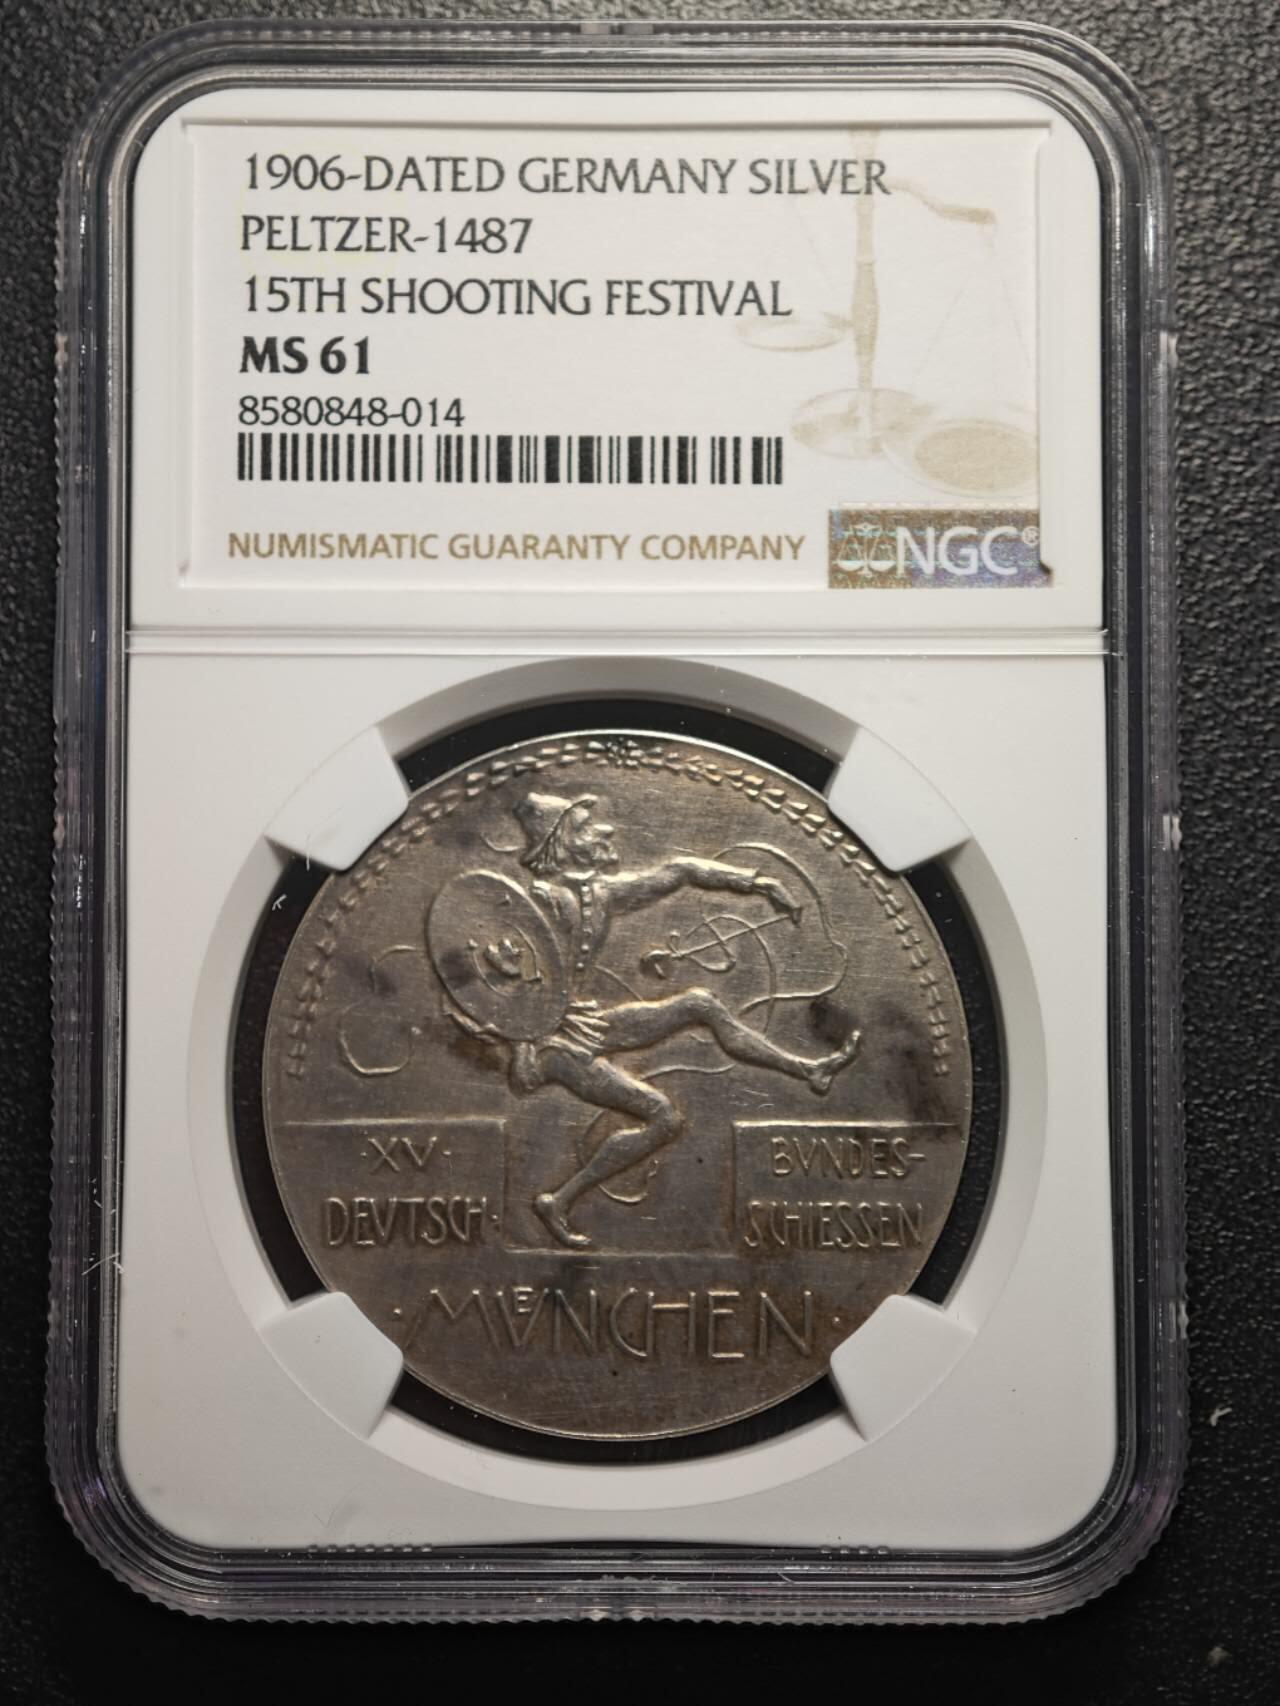 1906-DATED GERMANY SILVER
PELTZER-1487
15TH SHOOTING FESTIVAL
MS 61
8580848-014
NUMISMATIC GUARANTY COMPANY
NGC®
·XV·
DEVTSCH·
BVNDES-
SCHIESSEN
·MVENCHEN·